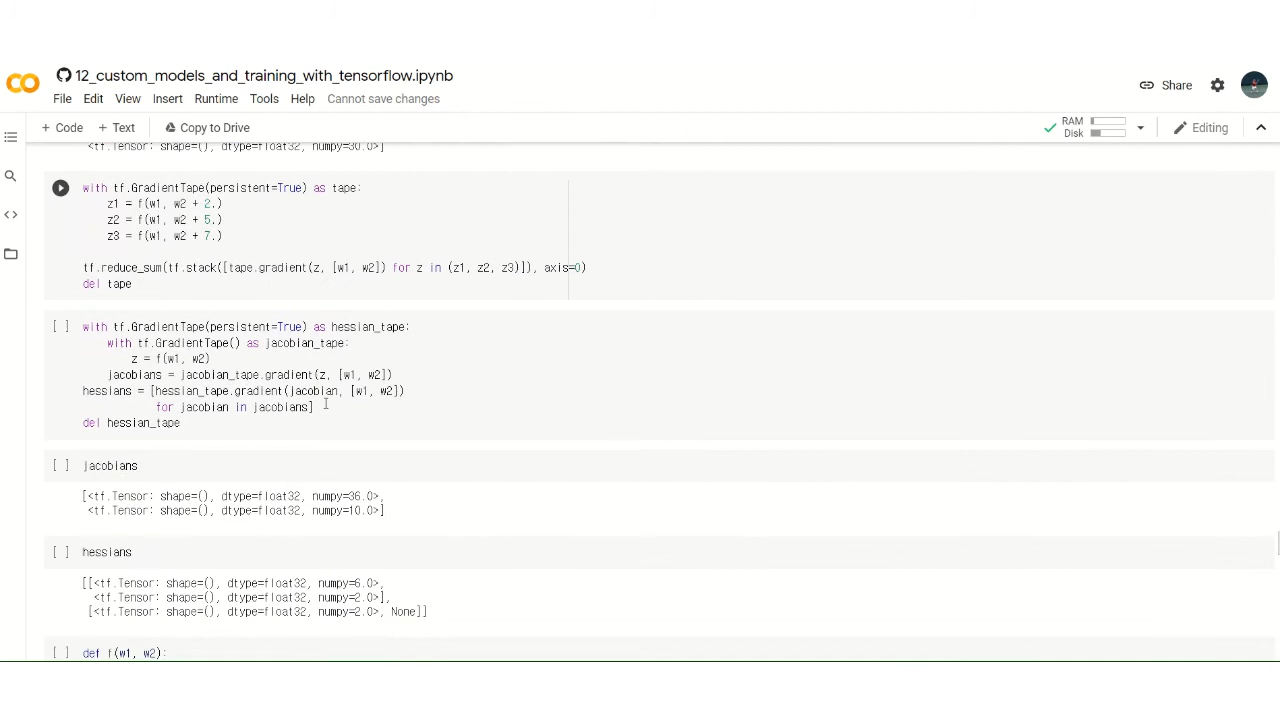 12_custom_models_and_training_with_tensorflow.ipynb
File Edit View Insert Runtime Tools Help Cannot save changes
Share
+ Code + Text Copy to Drive
RAM
Disk
Editing
<tf.Tensor: shape=(), dtype=float32, numpy=30.0>]
with tf.GradientTape(persistent=True) as tape:
z1 = f(w1, w2 + 2.)
z2 = f(w1, w2 + 5.)
z3 = f(w1, w2 + 7.)
tf.reduce_sum(tf.stack([tape.gradient(z, [w1, w2]) for z in (z1, z2, z3)]), axis=0)
del tape
[ ] with tf.GradientTape(persistent=True) as hessian_tape:
with tf.GradientTape() as jacobian_tape:
z = f(w1, w2)
jacobians = jacobian_tape.gradient(z, [w1, w2])
hessians = [hessian_tape.gradient(jacobian, [w1, w2])
for jacobian in jacobians]
del hessian_tape
[ ] jacobians
[<tf.Tensor: shape=(), dtype=float32, numpy=36.0>,
<tf.Tensor: shape=(), dtype=float32, numpy=10.0>]
[ ] hessians
[[<tf.Tensor: shape=(), dtype=float32, numpy=6.0>,
<tf.Tensor: shape=(), dtype=float32, numpy=2.0>],
[<tf.Tensor: shape=(), dtype=float32, numpy=2.0>, None]]
[ ] def f(w1, w2):